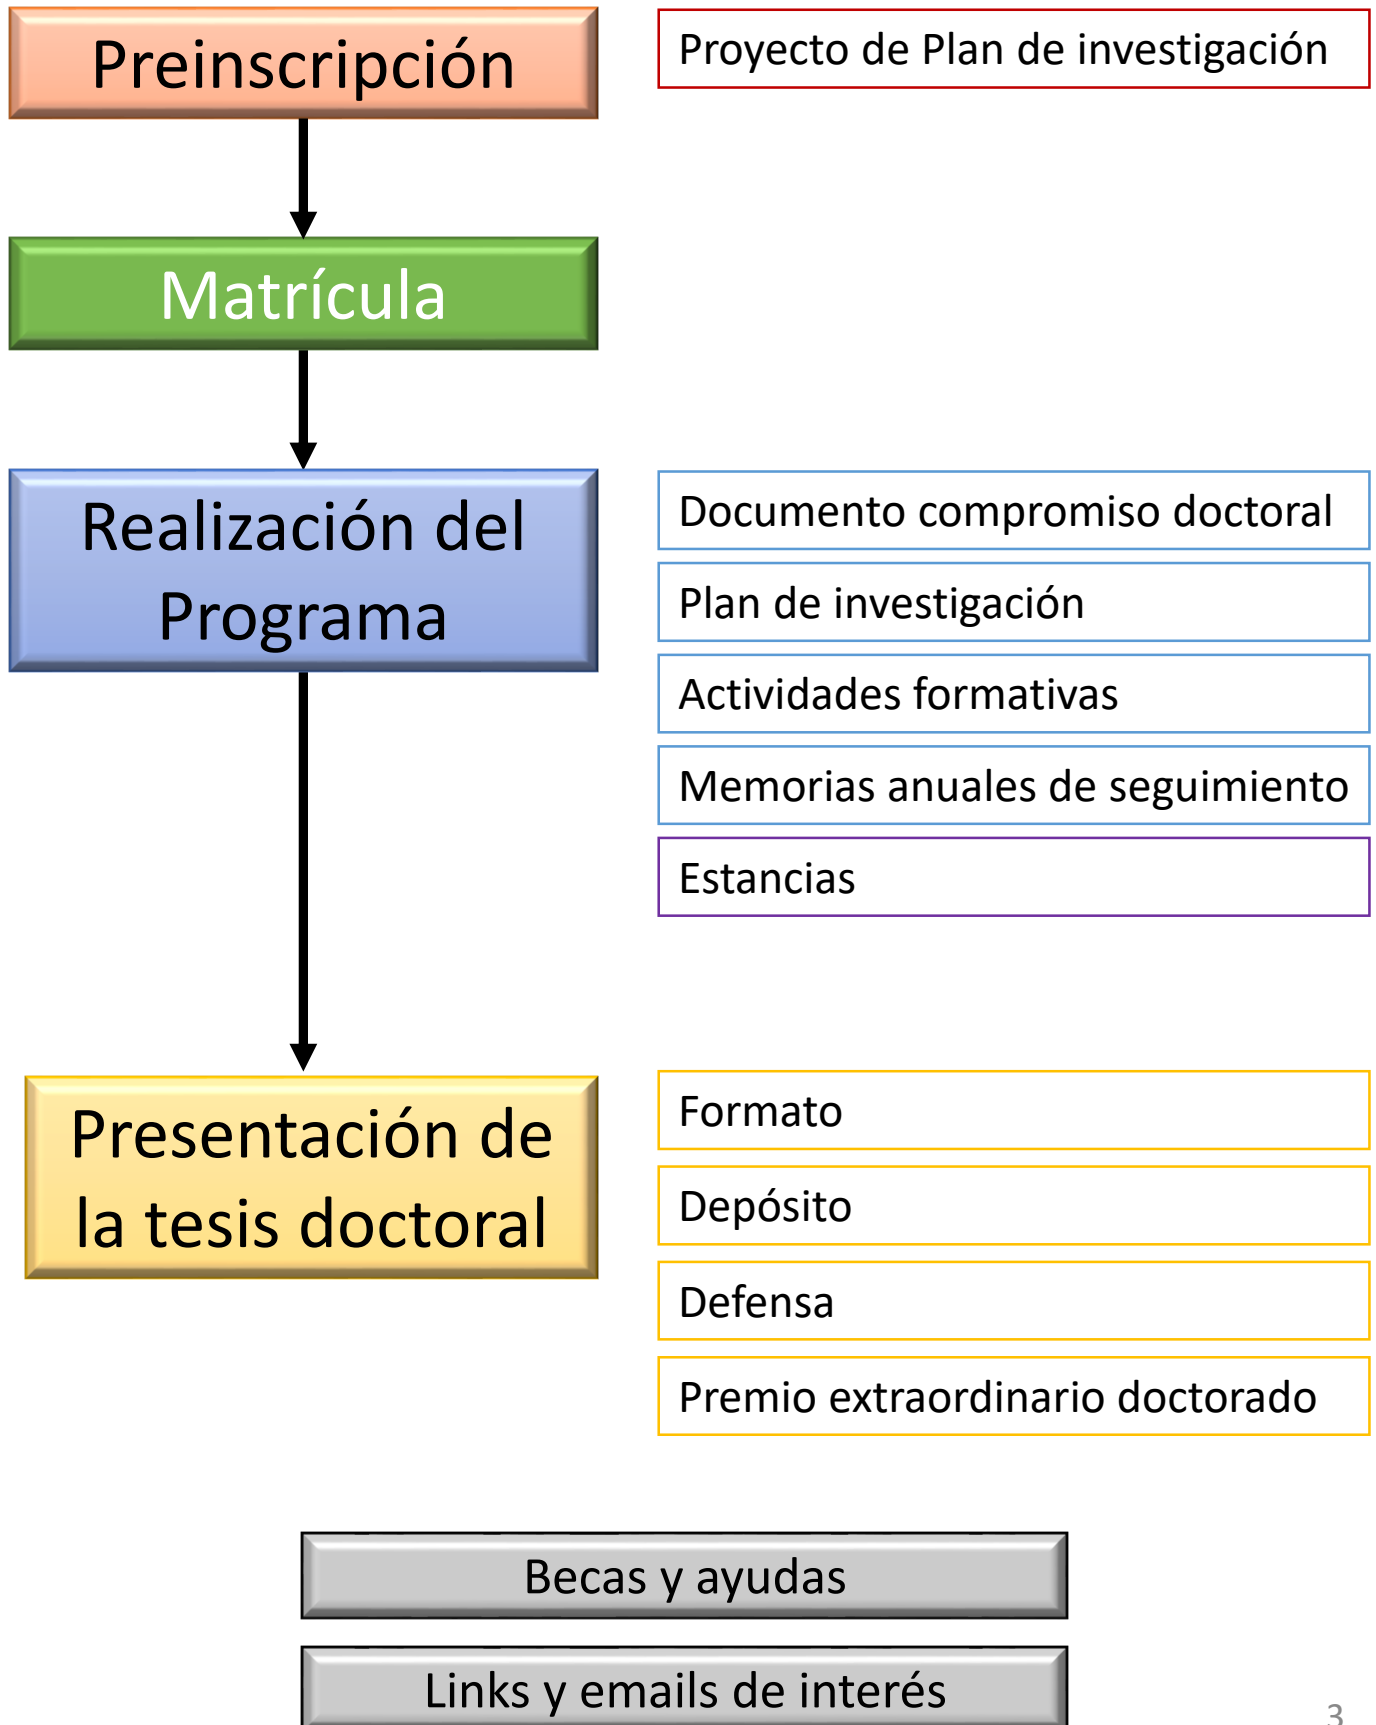 Preinscripción
Proyecto de Plan de investigación
Matrícula
Realización del
Programa
Documento compromiso doctoral
Plan de investigación
Actividades formativas
Memorias anuales de seguimiento
Estancias
Presentación de
la tesis doctoral
Formato
Depósito
Defensa
Premio extraordinario doctorado
Becas y ayudas
Links y emails de interés
3